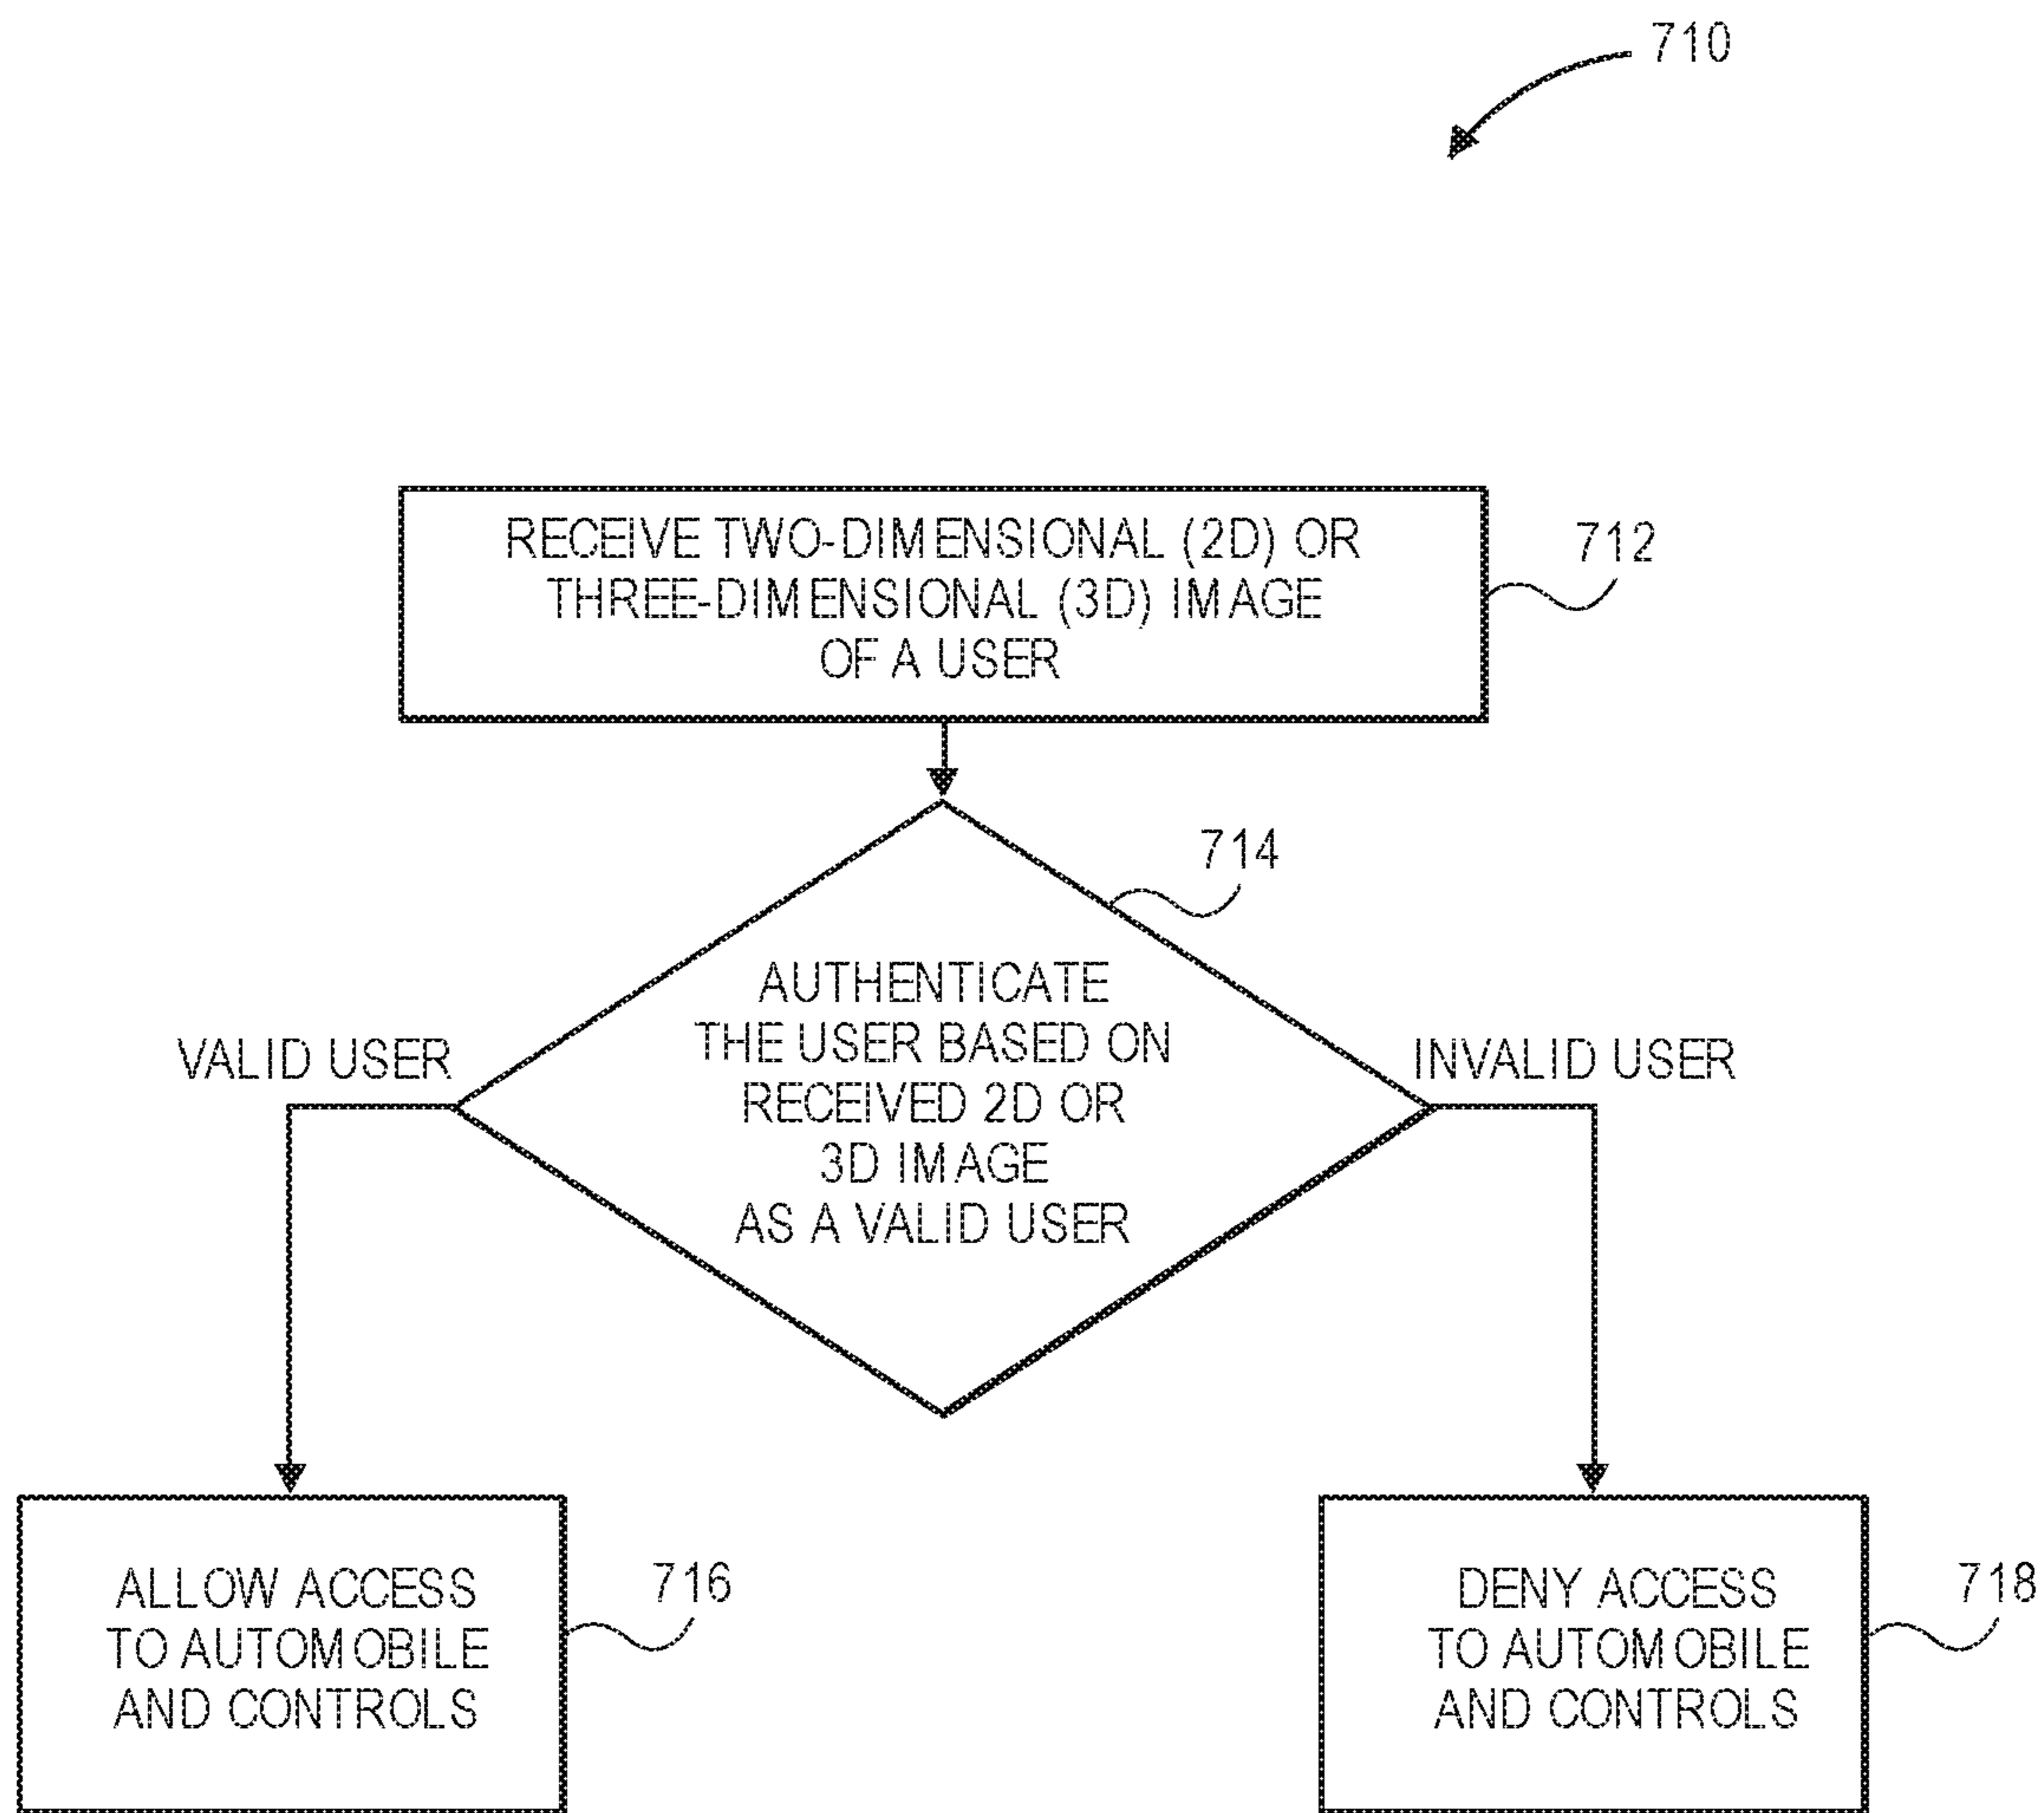 710
RECEIVE TWO-DIMENSIONAL (2D) OR
THREE-DIMENSIONAL (3D) IMAGE
OF A USER
712
714
AUTHENTICATE
THE USER BASED ON
RECEIVED 2D OR
3D IMAGE
AS A VALID USER
VALID USER
INVALID USER
ALLOW ACCESS
TO AUTOMOBILE
AND CONTROLS
716
DENY ACCESS
TO AUTOMOBILE
AND CONTROLS
718